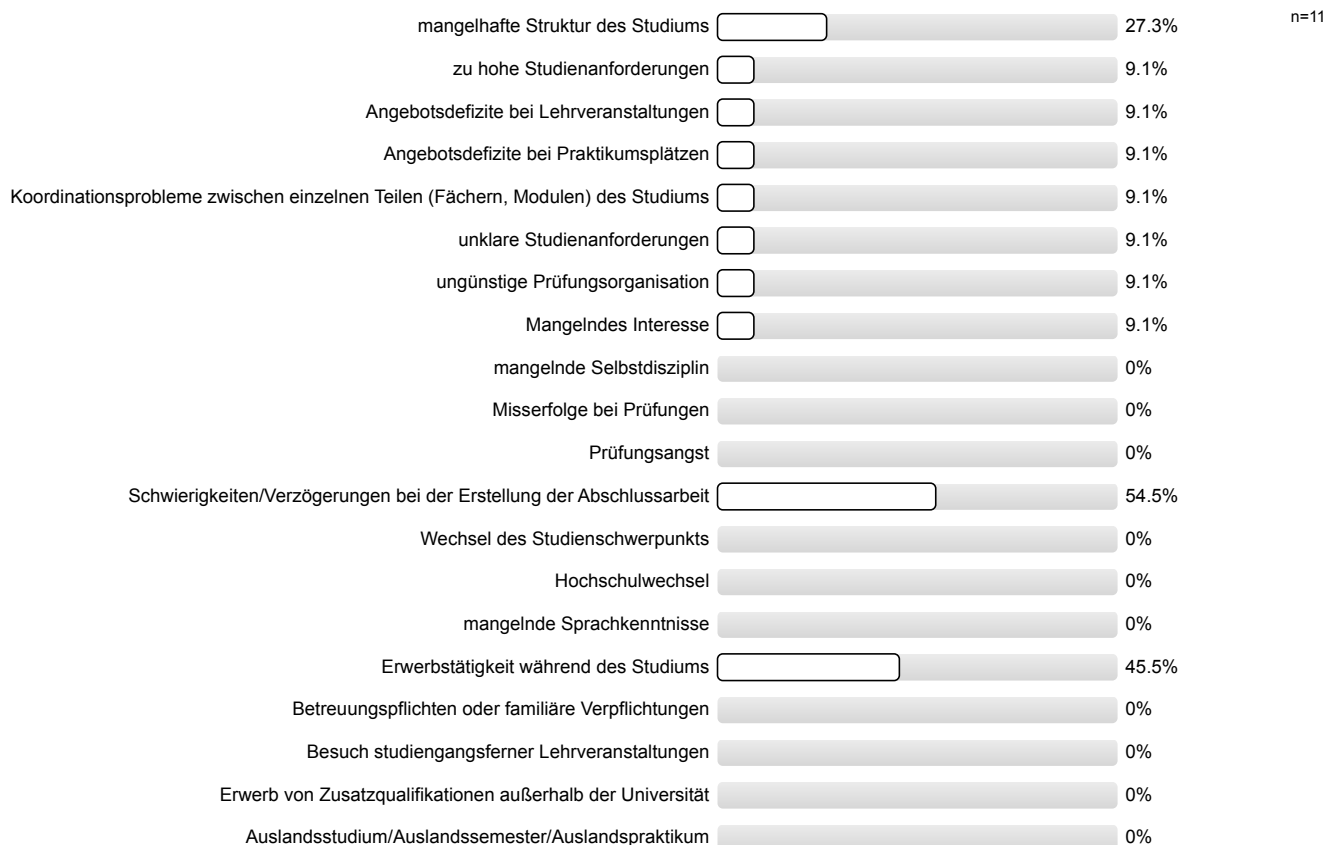 mangelhafte Struktur des Studiums 27.3% n=11
zu hohe Studienanforderungen 9.1%
Angebotsdefizite bei Lehrveranstaltungen 9.1%
Angebotsdefizite bei Praktikumsplätzen 9.1%
Koordinationsprobleme zwischen einzelnen Teilen (Fächern, Modulen) des Studiums 9.1%
unklare Studienanforderungen 9.1%
ungünstige Prüfungsorganisation 9.1%
Mangelndes Interesse 9.1%
mangelnde Selbstdisziplin 0%
Misserfolge bei Prüfungen 0%
Prüfungsangst 0%
Schwierigkeiten/Verzögerungen bei der Erstellung der Abschlussarbeit 54.5%
Wechsel des Studienschwerpunkts 0%
Hochschulwechsel 0%
mangelnde Sprachkenntnisse 0%
Erwerbstätigkeit während des Studiums 45.5%
Betreuungspflichten oder familiäre Verpflichtungen 0%
Besuch studiengangsferner Lehrveranstaltungen 0%
Erwerb von Zusatzqualifikationen außerhalb der Universität 0%
Auslandsstudium/Auslandssemester/Auslandspraktikum 0%